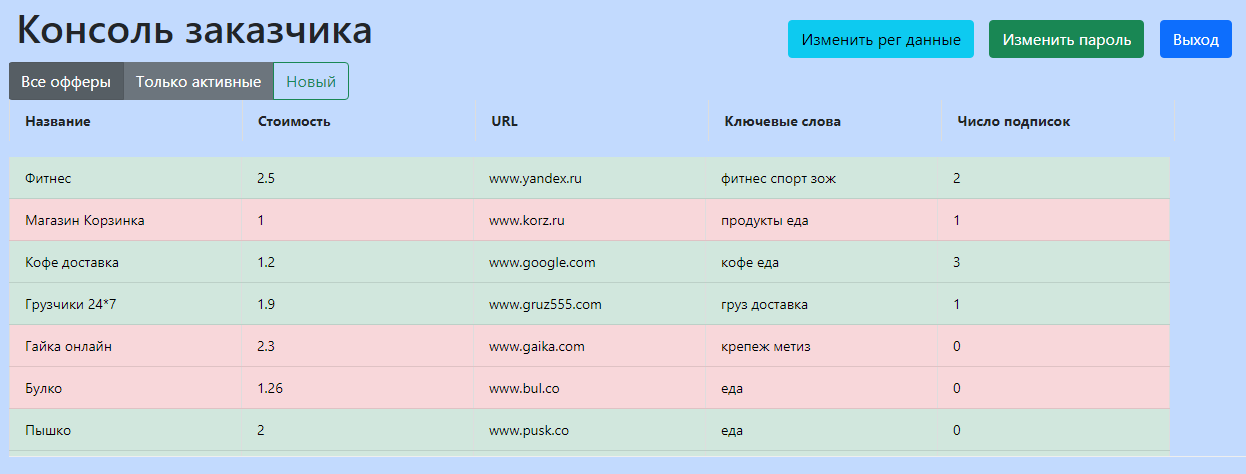 Консоль заказчика
Изменить рег данные Изменить пароль Выход
Все офферы Только активные Новый
Название Стоимость URL Ключевые слова Число подписок
Фитнес 2.5 www.yandex.ru фитнес спорт зож 2
Магазин Корзинка 1 www.korz.ru продукты еда 1
Кофе доставка 1.2 www.google.com кофе еда 3
Грузчики 24*7 1.9 www.gruz555.com груз доставка 1
Гайка онлайн 2.3 www.gaika.com крепеж метиз 0
Булко 1.26 www.bul.co еда 0
Пышко 2 www.pusk.co еда 0